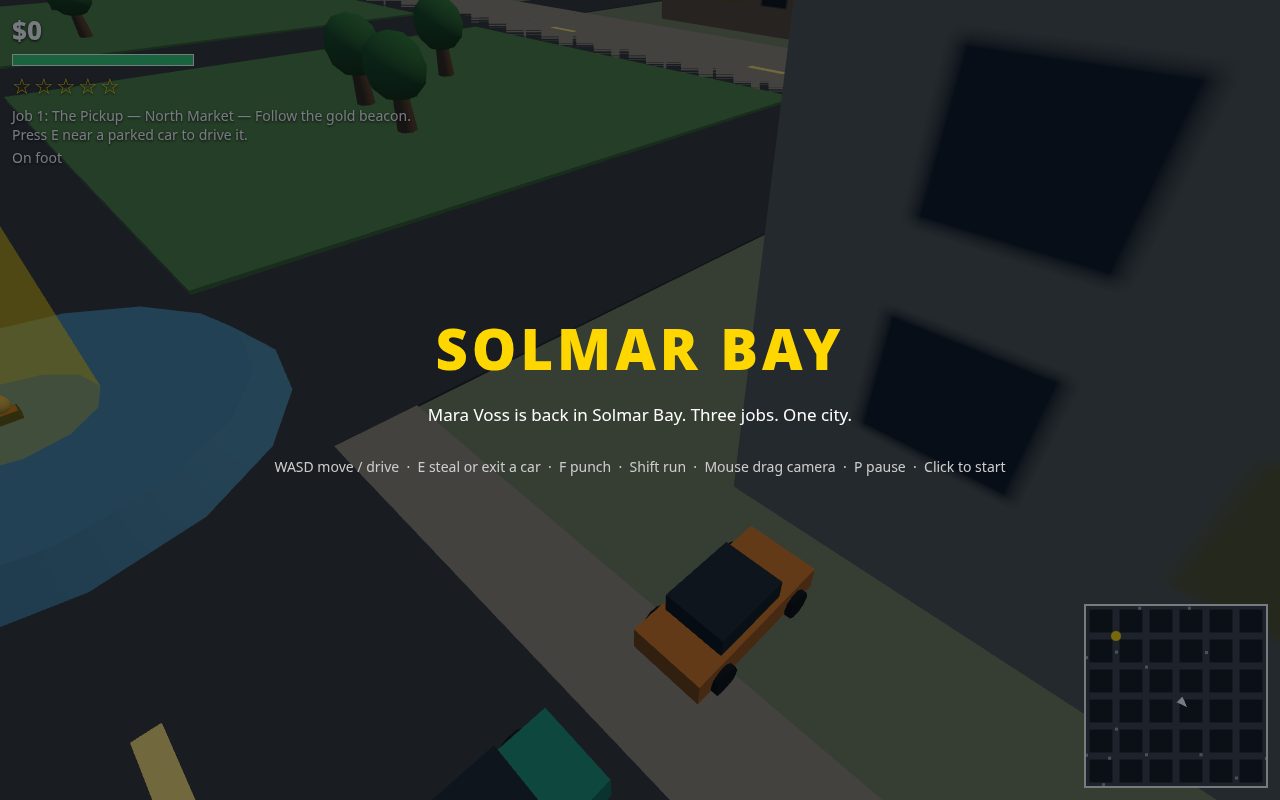 $0
☆☆☆☆☆
Job 1: The Pickup — North Market — Follow the gold beacon.
Press E near a parked car to drive it.
On foot
SOLMAR BAY
Mara Voss is back in Solmar Bay. Three jobs. One city.
WASD move / drive · E steal or exit a car · F punch · Shift run · Mouse drag camera · P pause · Click to start